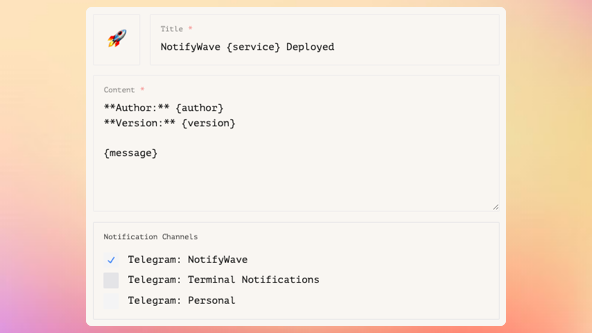 Title *
NotifyWave {service} Deployed
Content *
**Author:** {author}
**Version:** {version}
{message}
Notification Channels
Telegram: NotifyWave
Telegram: Terminal Notifications
Telegram: Personal